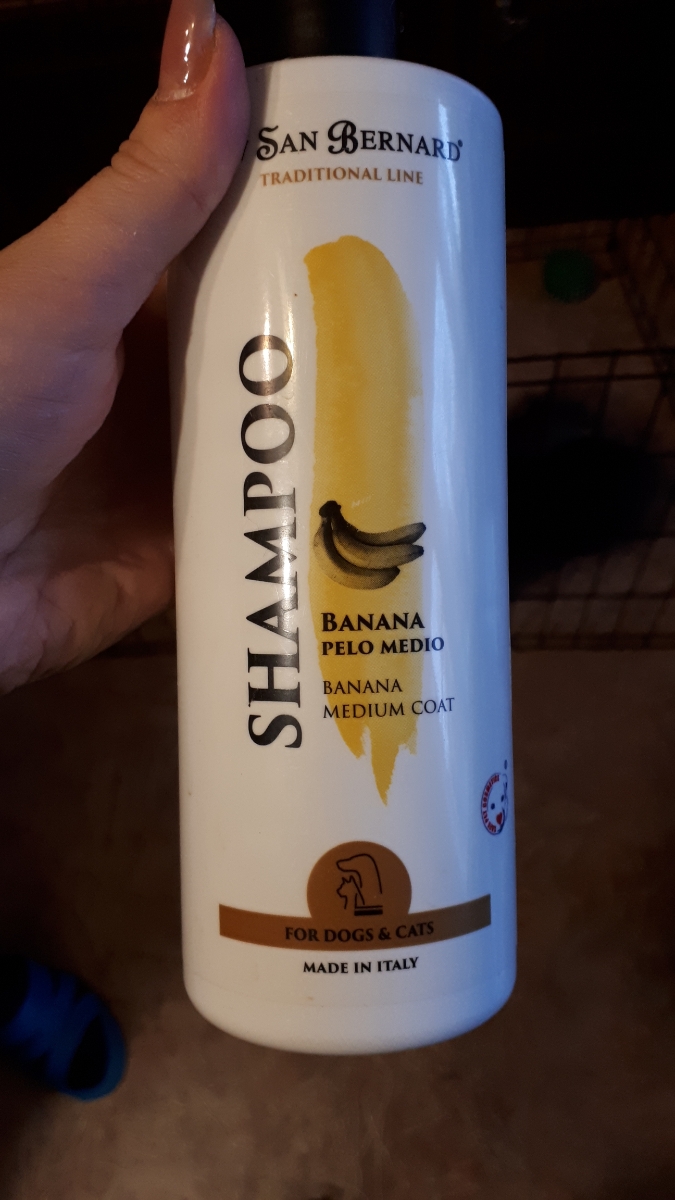 SAN BERNARD®
TRADITIONAL LINE
SHAMPOO
BANANA
PELO MEDIO
BANANA
MEDIUM COAT
FOR DOGS & CATS
MADE IN ITALY